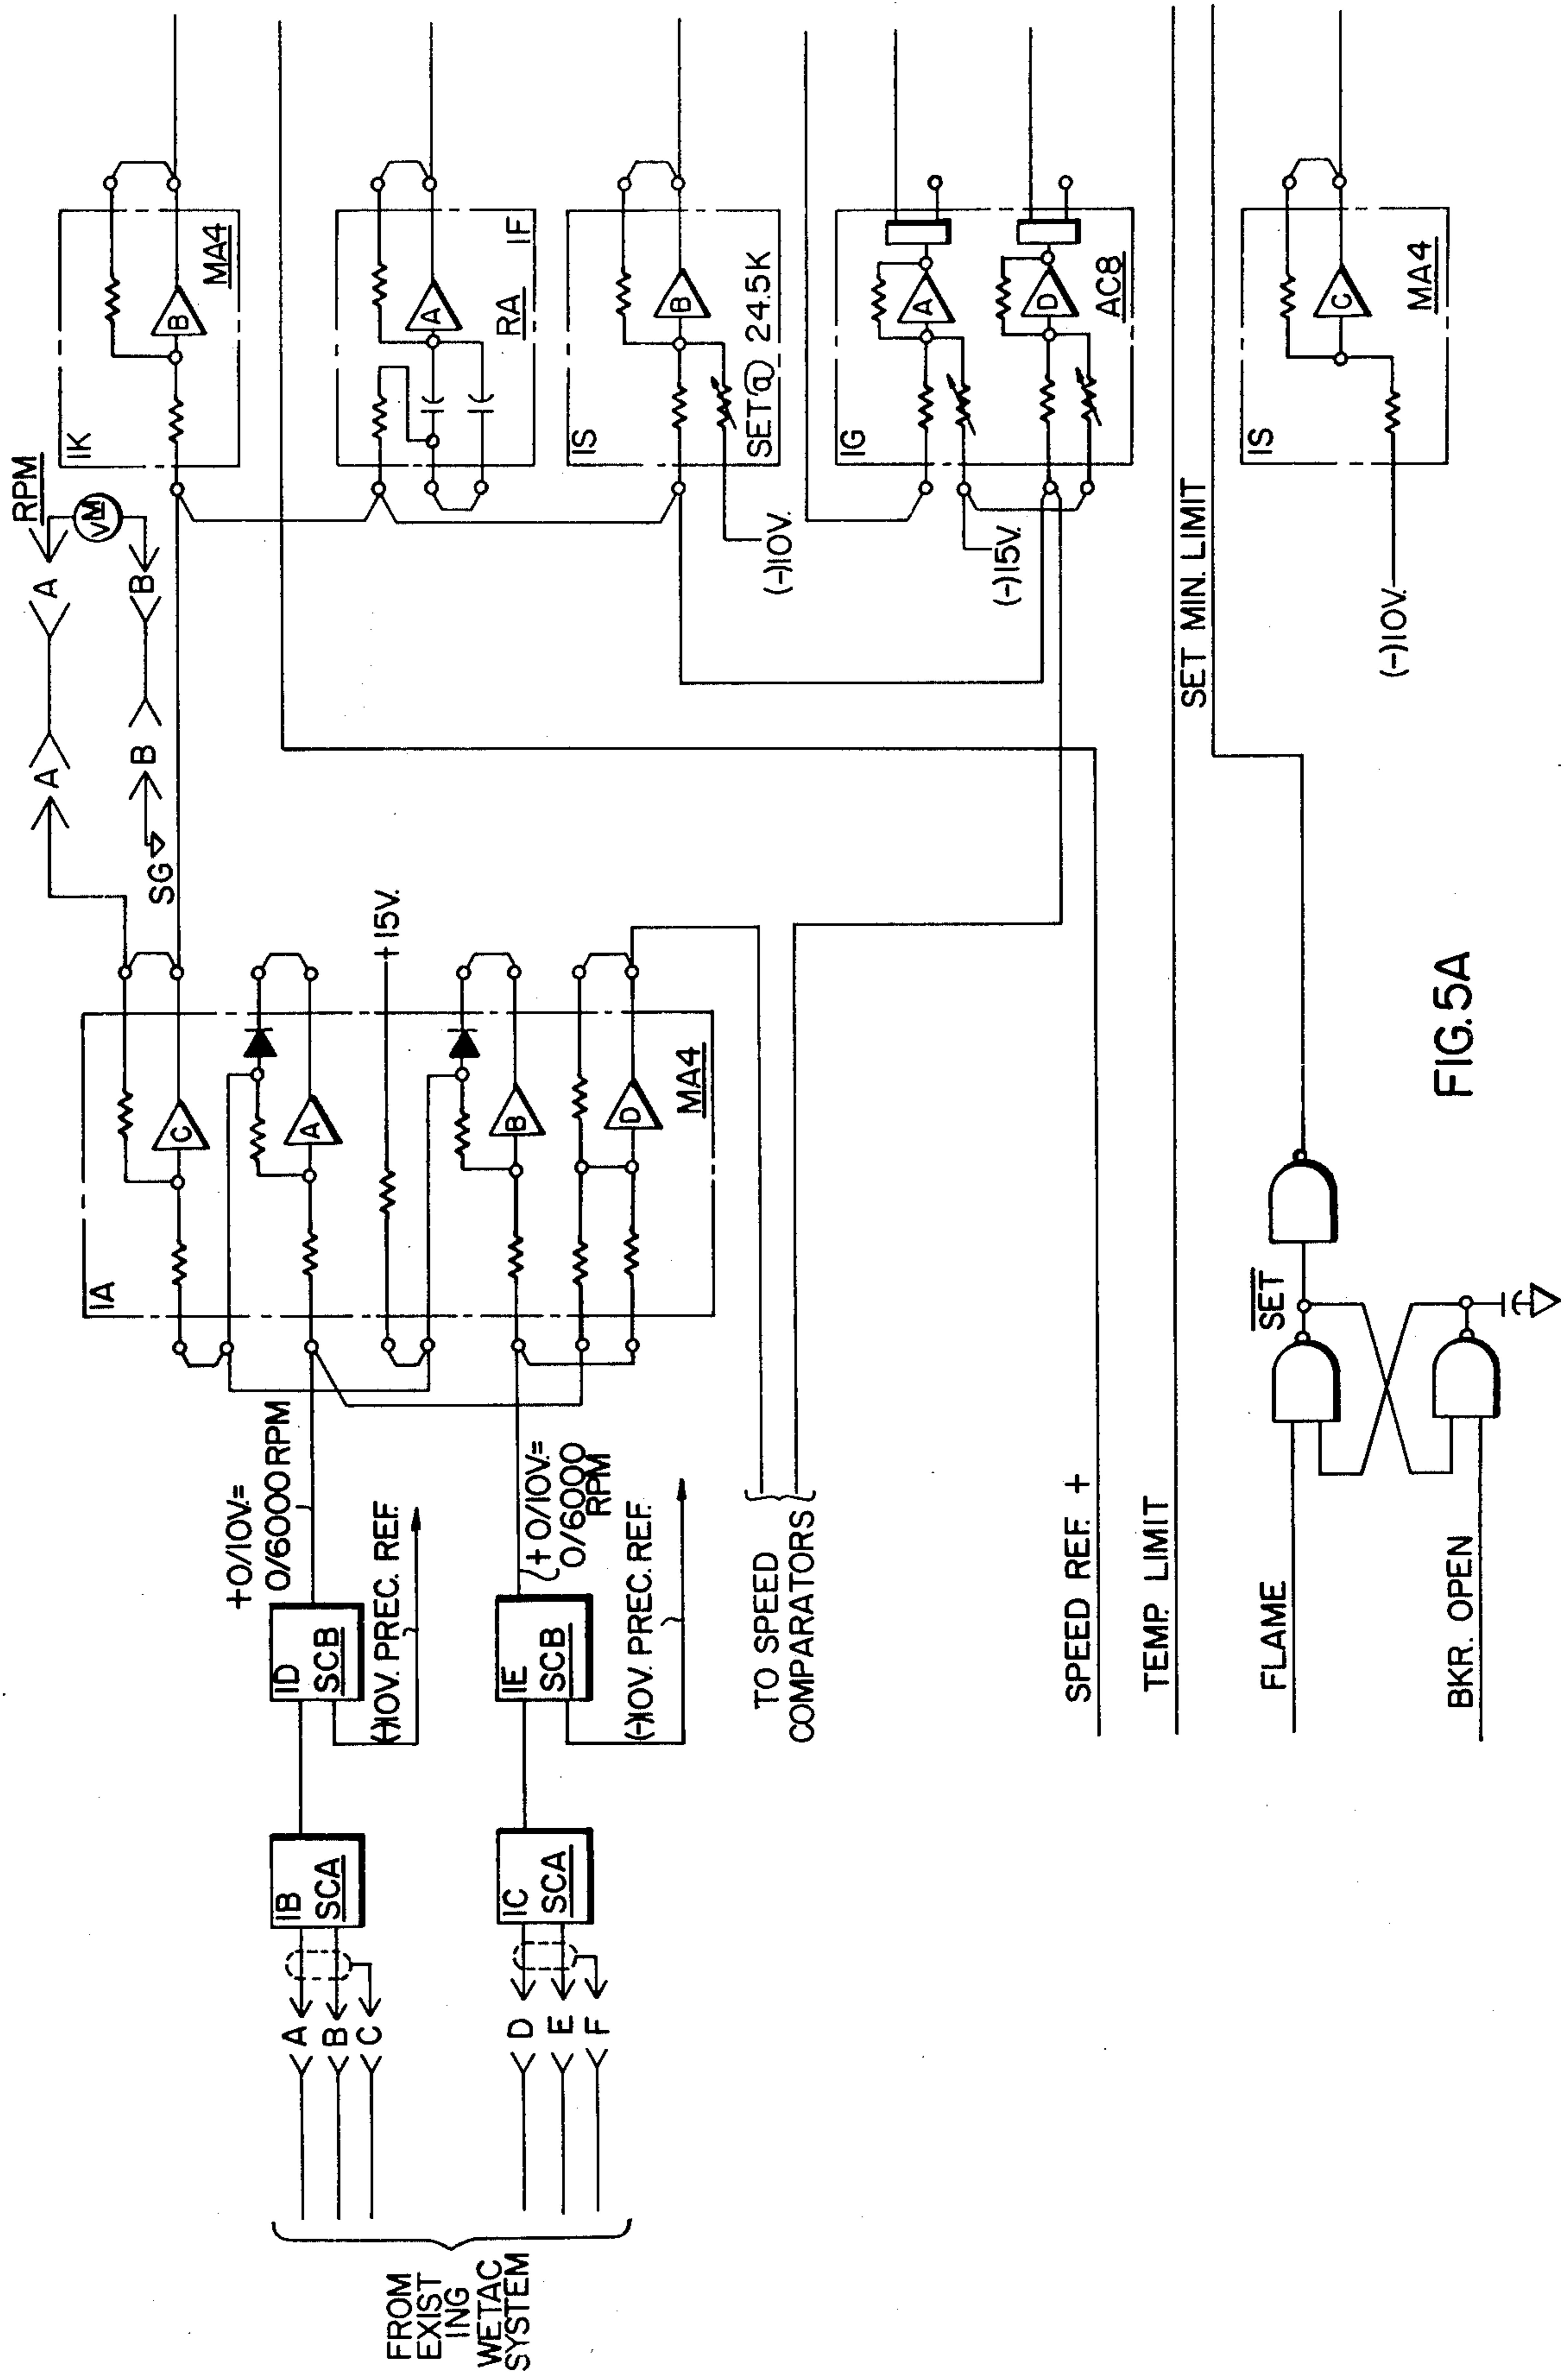 RPM
A
A
VM
B
B
SG
IK
MA4
B
IF
RA
A
IS
B
SET@ 24.5K
(-)10V.
IG
A
D
AC8
(-)15V.
IS
C
MA4
(-)10V.
SET MIN. LIMIT
IA
C
A
+15V.
B
D
MA4
+0/10V.=
0/6000 RPM
ID
SCB
(-)10V. PREC. REF.
+0/10V.=
0/6000
RPM
IE
SCB
(-)10V. PREC. REF.
IB
SCA
A
B
C
IC
SCA
D
E
F
FROM
EXIST
ING
WETAC
SYSTEM
TO SPEED
COMPARATORS
SPEED REF. +
TEMP. LIMIT
FLAME
SET
BKR. OPEN
FIG. 5A